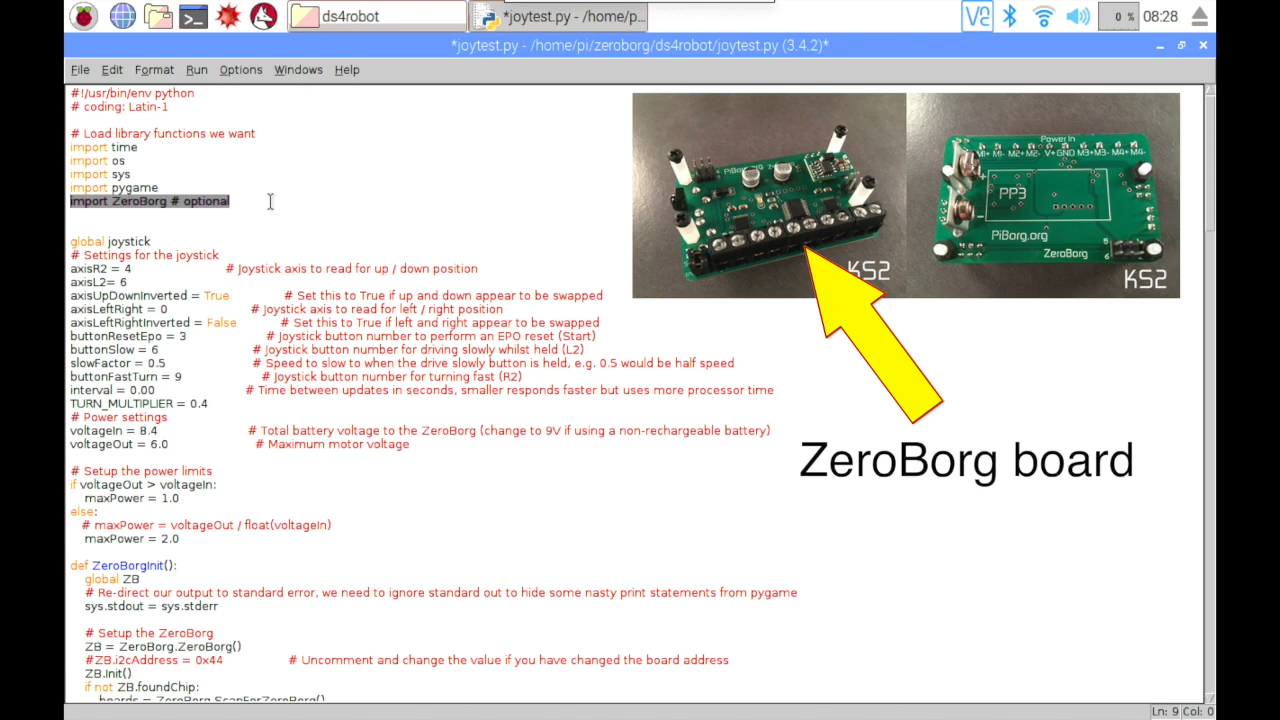 ds4robot
*joytest.py - /home/p...
V2
0 %
08:28
*joytest.py - /home/pi/zeroborg/ds4robot/joytest.py (3.4.2)*
File Edit Format Run Options Windows Help
#!/usr/bin/env python
# coding: Latin-1
# Load library functions we want
import time
import os
import sys
import pygame
import ZeroBorg # optional
global joystick
# Settings for the joystick
axisR2 = 4 # Joystick axis to read for up / down position
axisL2= 6
axisUpDownInverted = True # Set this to True if up and down appear to be swapped
axisLeftRight = 0 # Joystick axis to read for left / right position
axisLeftRightInverted = False # Set this to True if left and right appear to be swapped
buttonResetEpo = 3 # Joystick button number to perform an EPO reset (Start)
buttonSlow = 6 # Joystick button number for driving slowly whilst held (L2)
slowFactor = 0.5 # Speed to slow to when the drive slowly button is held, e.g. 0.5 would be half speed
buttonFastTurn = 9 # Joystick button number for turning fast (R2)
interval = 0.00 # Time between updates in seconds, smaller responds faster but uses more processor time
TURN_MULTIPLIER = 0.4
# Power settings
voltageIn = 8.4 # Total battery voltage to the ZeroBorg (change to 9V if using a non-rechargeable battery)
voltageOut = 6.0 # Maximum motor voltage
# Setup the power limits
if voltageOut > voltageIn:
maxPower = 1.0
else:
# maxPower = voltageOut / float(voltageIn)
maxPower = 2.0
def ZeroBorgInit():
global ZB
# Re-direct our output to standard error, we need to ignore standard out to hide some nasty print statements from pygame
sys.stdout = sys.stderr
# Setup the ZeroBorg
ZB = ZeroBorg.ZeroBorg()
#ZB.i2cAddress = 0x44 # Uncomment and change the value if you have changed the board address
ZB.Init()
if not ZB.foundChip:
boards = ZeroBorg.ScanForZeroBorg()
KS2
Power In
M1+ M1- M2+ M2- V+ GND M3+ M3- M4+ M4-
+
PP3
-
PiBorg.org
ZeroBorg
5
6
KS2
ZeroBorg board
Ln: 9 Col: 0